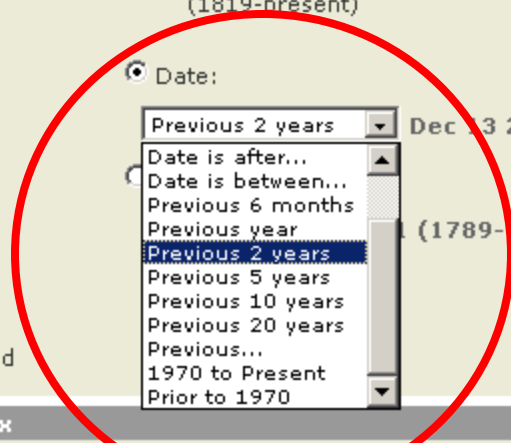 (1819-present)
Date:
Previous 2 years Dec 13 2
Date is after...
Date is between...
Previous 6 months
Previous year
(1789-
Previous 2 years
Previous 5 years
Previous 10 years
Previous 20 years
Previous...
d
1970 to Present
Prior to 1970
x